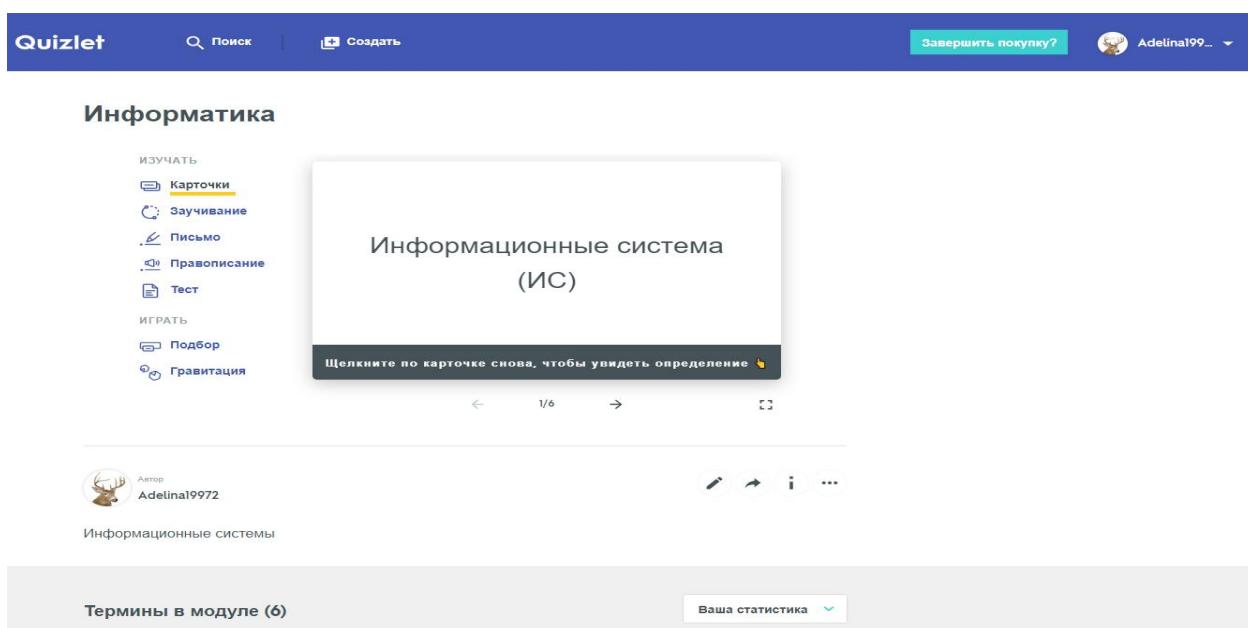 Quizlet
Поиск
Создать
Завершить покупку?
Adelina199...
Информатика
ИЗУЧАТЬ
Карточки
Заучивание
Письмо
Правописание
Тест
ИГРАТЬ
Подбор
Гравитация
Информационные система
(ИС)
Щелкните по карточке снова, чтобы увидеть определение
1/6
Автор
Adelina19972
Информационные системы
Термины в модуле (6)
Ваша статистика